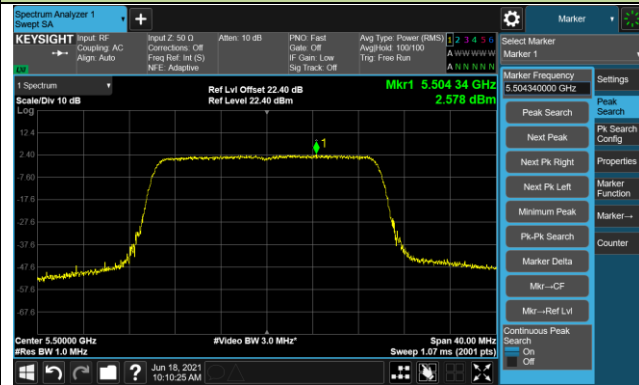 Spectrum Analyzer 1
Swept SA
Marker
KEYSIGHT
Input: RF
Coupling: AC
Align: Auto
Input Z: 50 Ω
Corrections: Off
Freq Ref: Int (S)
NFE: Adaptive
Atten: 10 dB
PNO: Fast
Gate: Off
IF Gain: Low
Sig Track: Off
Avg Type: Power (RMS)
Avg|Hold: 100/100
Trig: Free Run
1 2 3 4 5 6
A W W W W W
A N N N N N
Select Marker
Marker 1
1 Spectrum
Scale/Div 10 dB
Ref Lvl Offset 22.40 dB
Ref Level 22.40 dBm
Mkr1 5.504 34 GHz
2.578 dBm
Log
12.4
2.40
-7.60
-17.6
-27.6
-37.6
-47.6
-57.6
-67.6
1
Center 5.50000 GHz
#Res BW 1.0 MHz
#Video BW 3.0 MHz*
Span 40.00 MHz
Sweep 1.07 ms (2001 pts)
Marker Frequency
5.504340000 GHz
Peak Search
Next Peak
Next Pk Right
Next Pk Left
Minimum Peak
Pk-Pk Search
Marker Delta
Mkr→CF
Mkr→Ref Lvl
Continuous Peak
Search
On
Off
Settings
Peak
Search
Pk Search
Config
Properties
Marker
Function
Marker→
Counter
Jun 18, 2021
10:10:25 AM